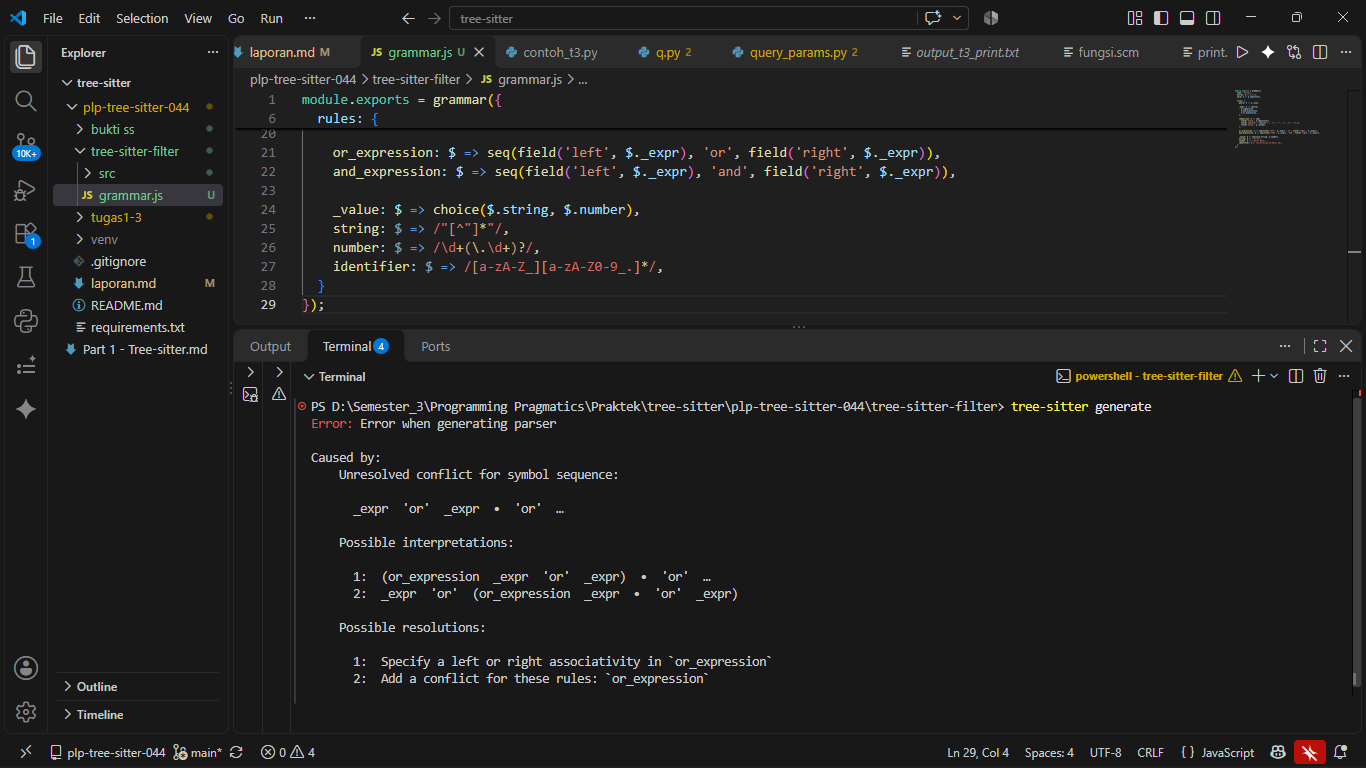 File Edit Selection View Go Run ···
tree-sitter
Explorer
tree-sitter
plp-tree-sitter-044
bukti ss
tree-sitter-filter
src
JS grammar.js U
tugas1-3
venv
.gitignore
laporan.md M
README.md
requirements.txt
Part 1 - Tree-sitter.md
10K+
1
Outline
Timeline
laporan.md M
JS grammar.js U
contoh_t3.py
q.py 2
query_params.py 2
output_t3_print.txt
fungsi.scm
print.
plp-tree-sitter-044 > tree-sitter-filter > JS grammar.js > ...
1 module.exports = grammar({
6 rules: {
20
21 or_expression: $ => seq(field('left', $._expr), 'or', field('right', $._expr)),
22 and_expression: $ => seq(field('left', $._expr), 'and', field('right', $._expr)),
23
24 _value: $ => choice($.string, $.number),
25 string: $ => /"[^"]*"/,
26 number: $ => /\d+(\.\d+)?/,
27 identifier: $ => /[a-zA-Z_][a-zA-Z0-9_.]*/,
28 }
29 });
Output Terminal 4 Ports
Terminal
powershell - tree-sitter-filter
PS D:\Semester_3\Programming Pragmatics\Praktek\tree-sitter\plp-tree-sitter-044\tree-sitter-filter> tree-sitter generate
Error: Error when generating parser
Caused by:
Unresolved conflict for symbol sequence:
_expr 'or' _expr • 'or' …
Possible interpretations:
1: (or_expression _expr 'or' _expr) • 'or' …
2: _expr 'or' (or_expression _expr • 'or' _expr)
Possible resolutions:
1: Specify a left or right associativity in `or_expression`
2: Add a conflict for these rules: `or_expression`
plp-tree-sitter-044 main* 0 4
Ln 29, Col 4 Spaces: 4 UTF-8 CRLF {} JavaScript